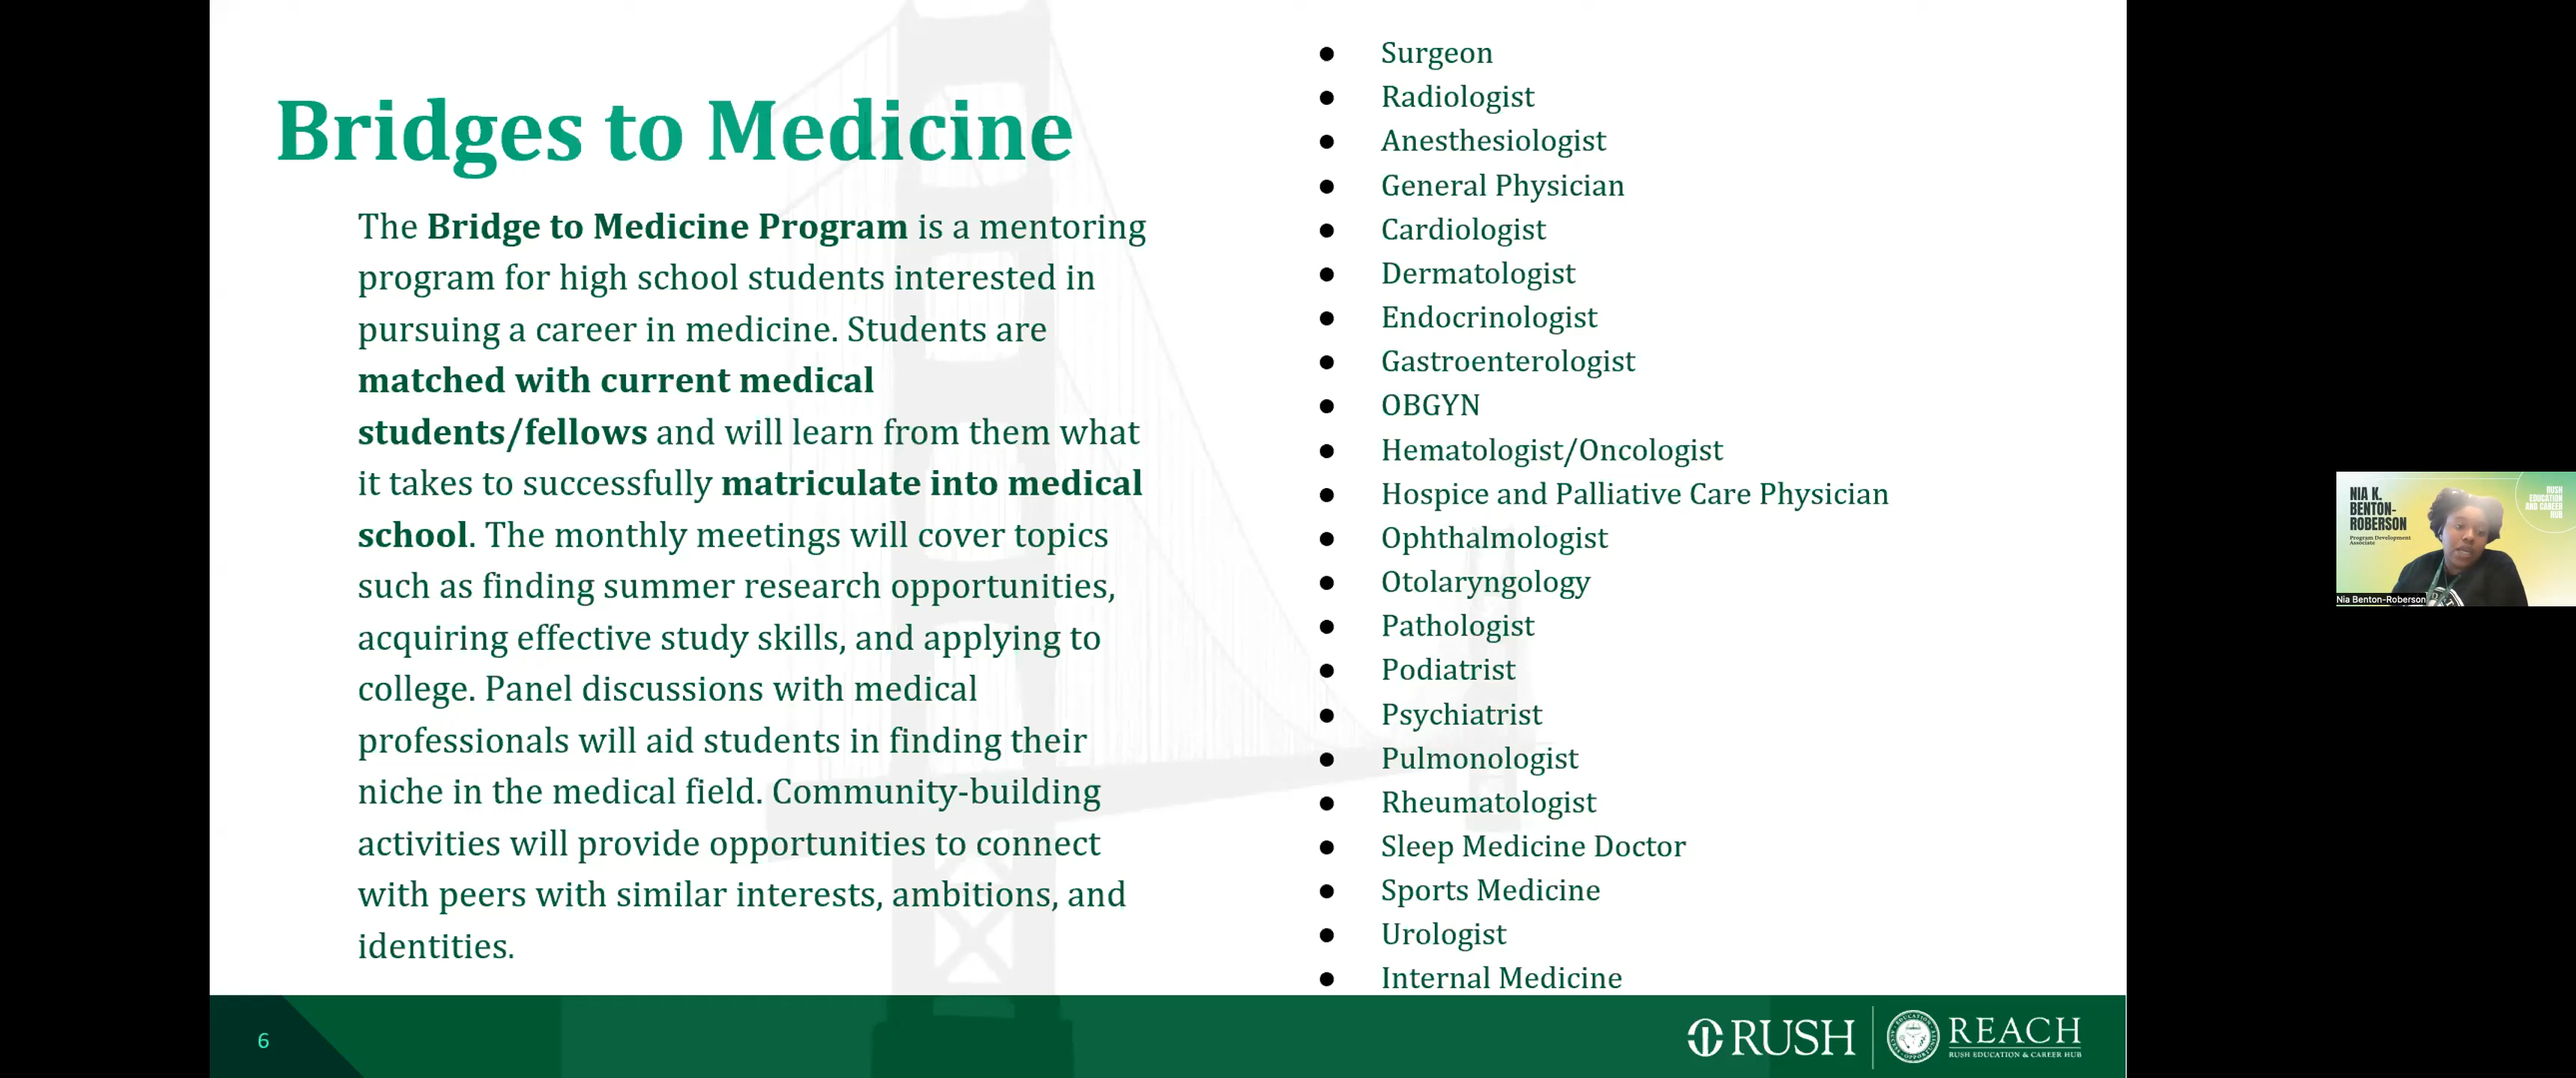 Bridges to Medicine
The Bridge to Medicine Program is a mentoring
program for high school students interested in
pursuing a career in medicine. Students are
matched with current medical
students/fellows and will learn from them what
it takes to successfully matriculate into medical
school. The monthly meetings will cover topics
such as finding summer research opportunities,
acquiring effective study skills, and applying to
college. Panel discussions with medical
professionals will aid students in finding their
niche in the medical field. Community-building
activities will provide opportunities to connect
with peers with similar interests, ambitions, and
identities.
● Surgeon
● Radiologist
● Anesthesiologist
● General Physician
● Cardiologist
● Dermatologist
● Endocrinologist
● Gastroenterologist
● OBGYN
● Hematologist/Oncologist
● Hospice and Palliative Care Physician
● Ophthalmologist
● Otolaryngology
● Pathologist
● Podiatrist
● Psychiatrist
● Pulmonologist
● Rheumatologist
● Sleep Medicine Doctor
● Sports Medicine
● Urologist
● Internal Medicine
6
RUSH
REACH
RUSH EDUCATION & CAREER HUB
NIA K.
BENTON-
ROBERSON
Program Development
Associate
RUSH
EDUCATION
AND CAREER
HUB
Nia Benton-Roberson